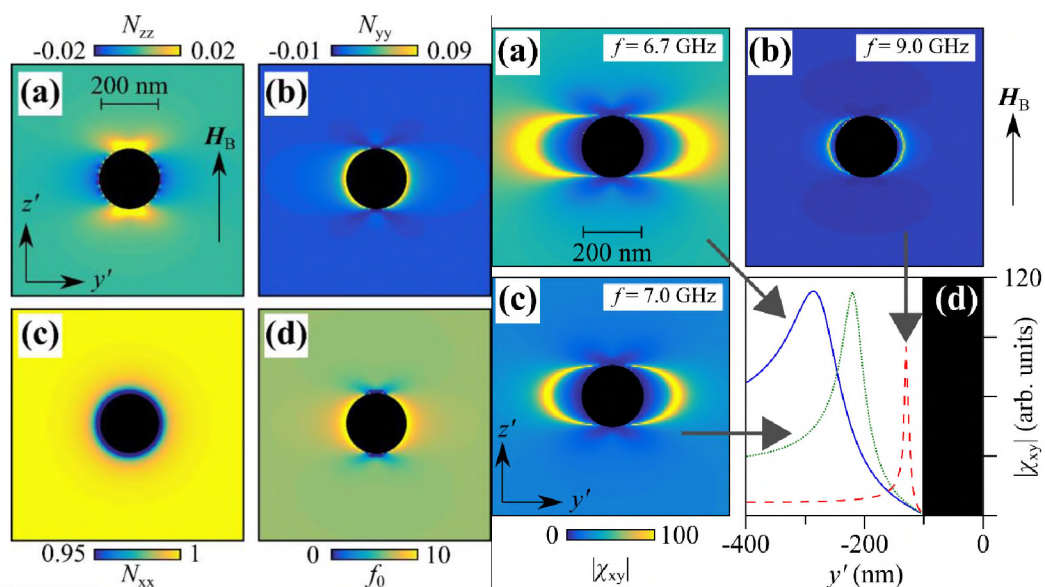 N_zz
-0.02 0.02
N_yy
-0.01 0.09
(a)
200 nm
H_B
z′
y′
(b)
(c)
0.95 1
N_xx
(d)
0 10
f_0
(a)
f = 6.7 GHz
200 nm
(b)
f = 9.0 GHz
H_B
(c)
f = 7.0 GHz
z′
y′
0 100
|χ_xy|
(d)
120
|χ_xy| (arb. units)
-400 -200 0
y′ (nm)